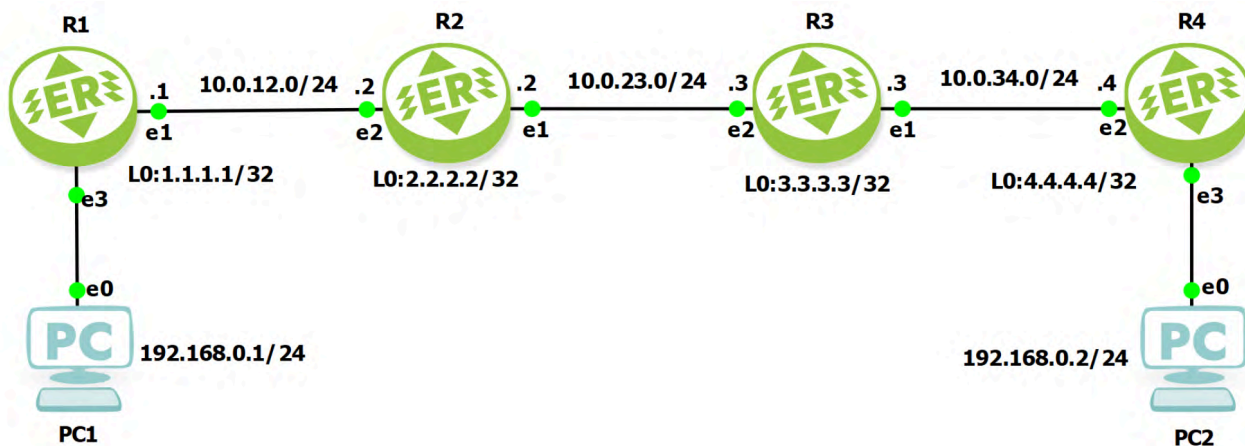 R1
R2
R3
R4
ER
ER
ER
ER
.1
10.0.12.0/24
.2
.2
10.0.23.0/24
.3
.3
10.0.34.0/24
.4
e1
e2
e1
e2
e1
e2
L0:1.1.1.1/32
L0:2.2.2.2/32
L0:3.3.3.3/32
L0:4.4.4.4/32
e3
e3
e0
e0
PC
192.168.0.1/24
192.168.0.2/24
PC
PC1
PC2